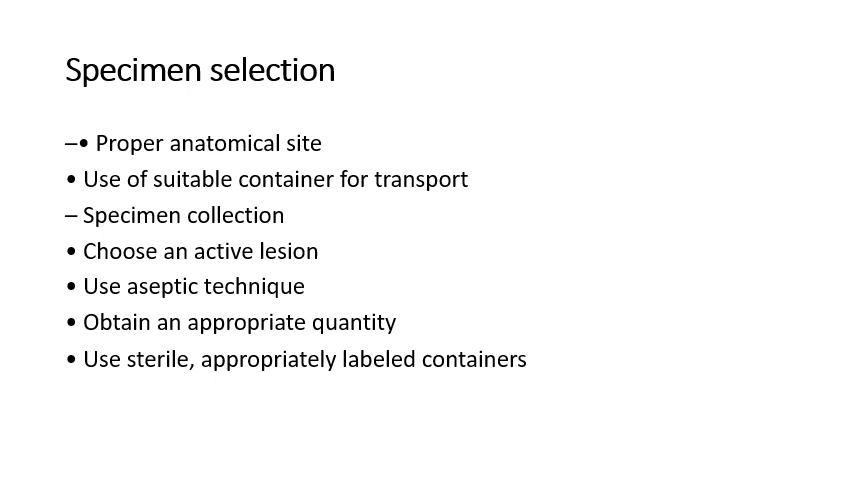 Specimen selection
–• Proper anatomical site
• Use of suitable container for transport
– Specimen collection
• Choose an active lesion
• Use aseptic technique
• Obtain an appropriate quantity
• Use sterile, appropriately labeled containers